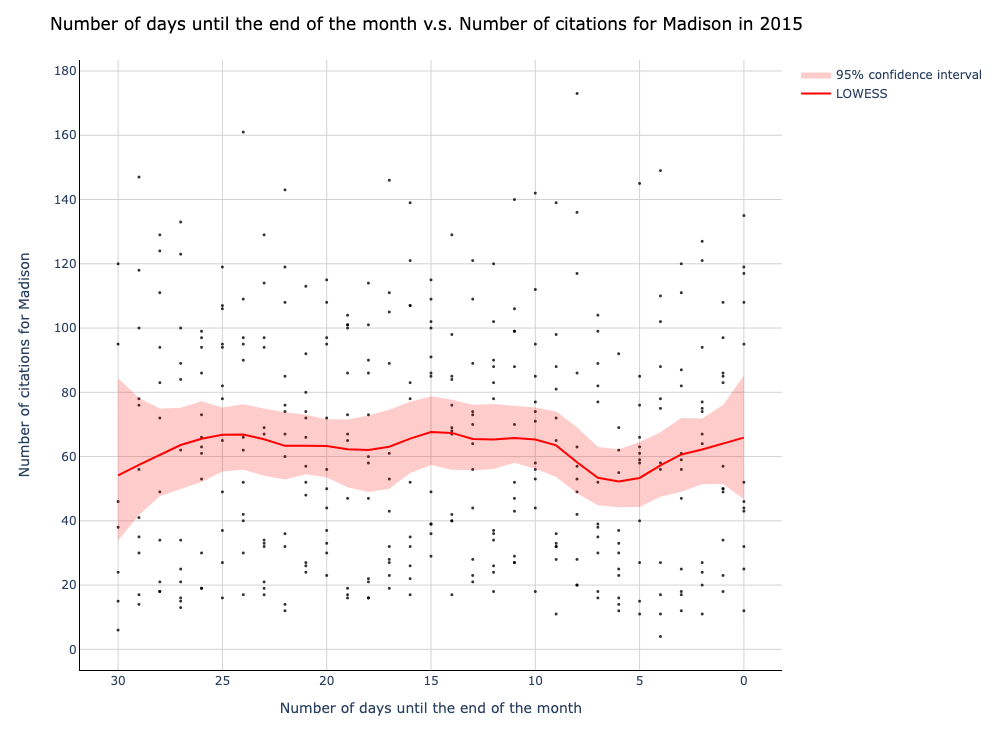 Number of days until the end of the month v.s. Number of citations for Madison in 2015
95% confidence interval
LOWESS
Number of citations for Madison
180
160
140
120
100
80
60
40
20
0
30 25 20 15 10 5 0
Number of days until the end of the month